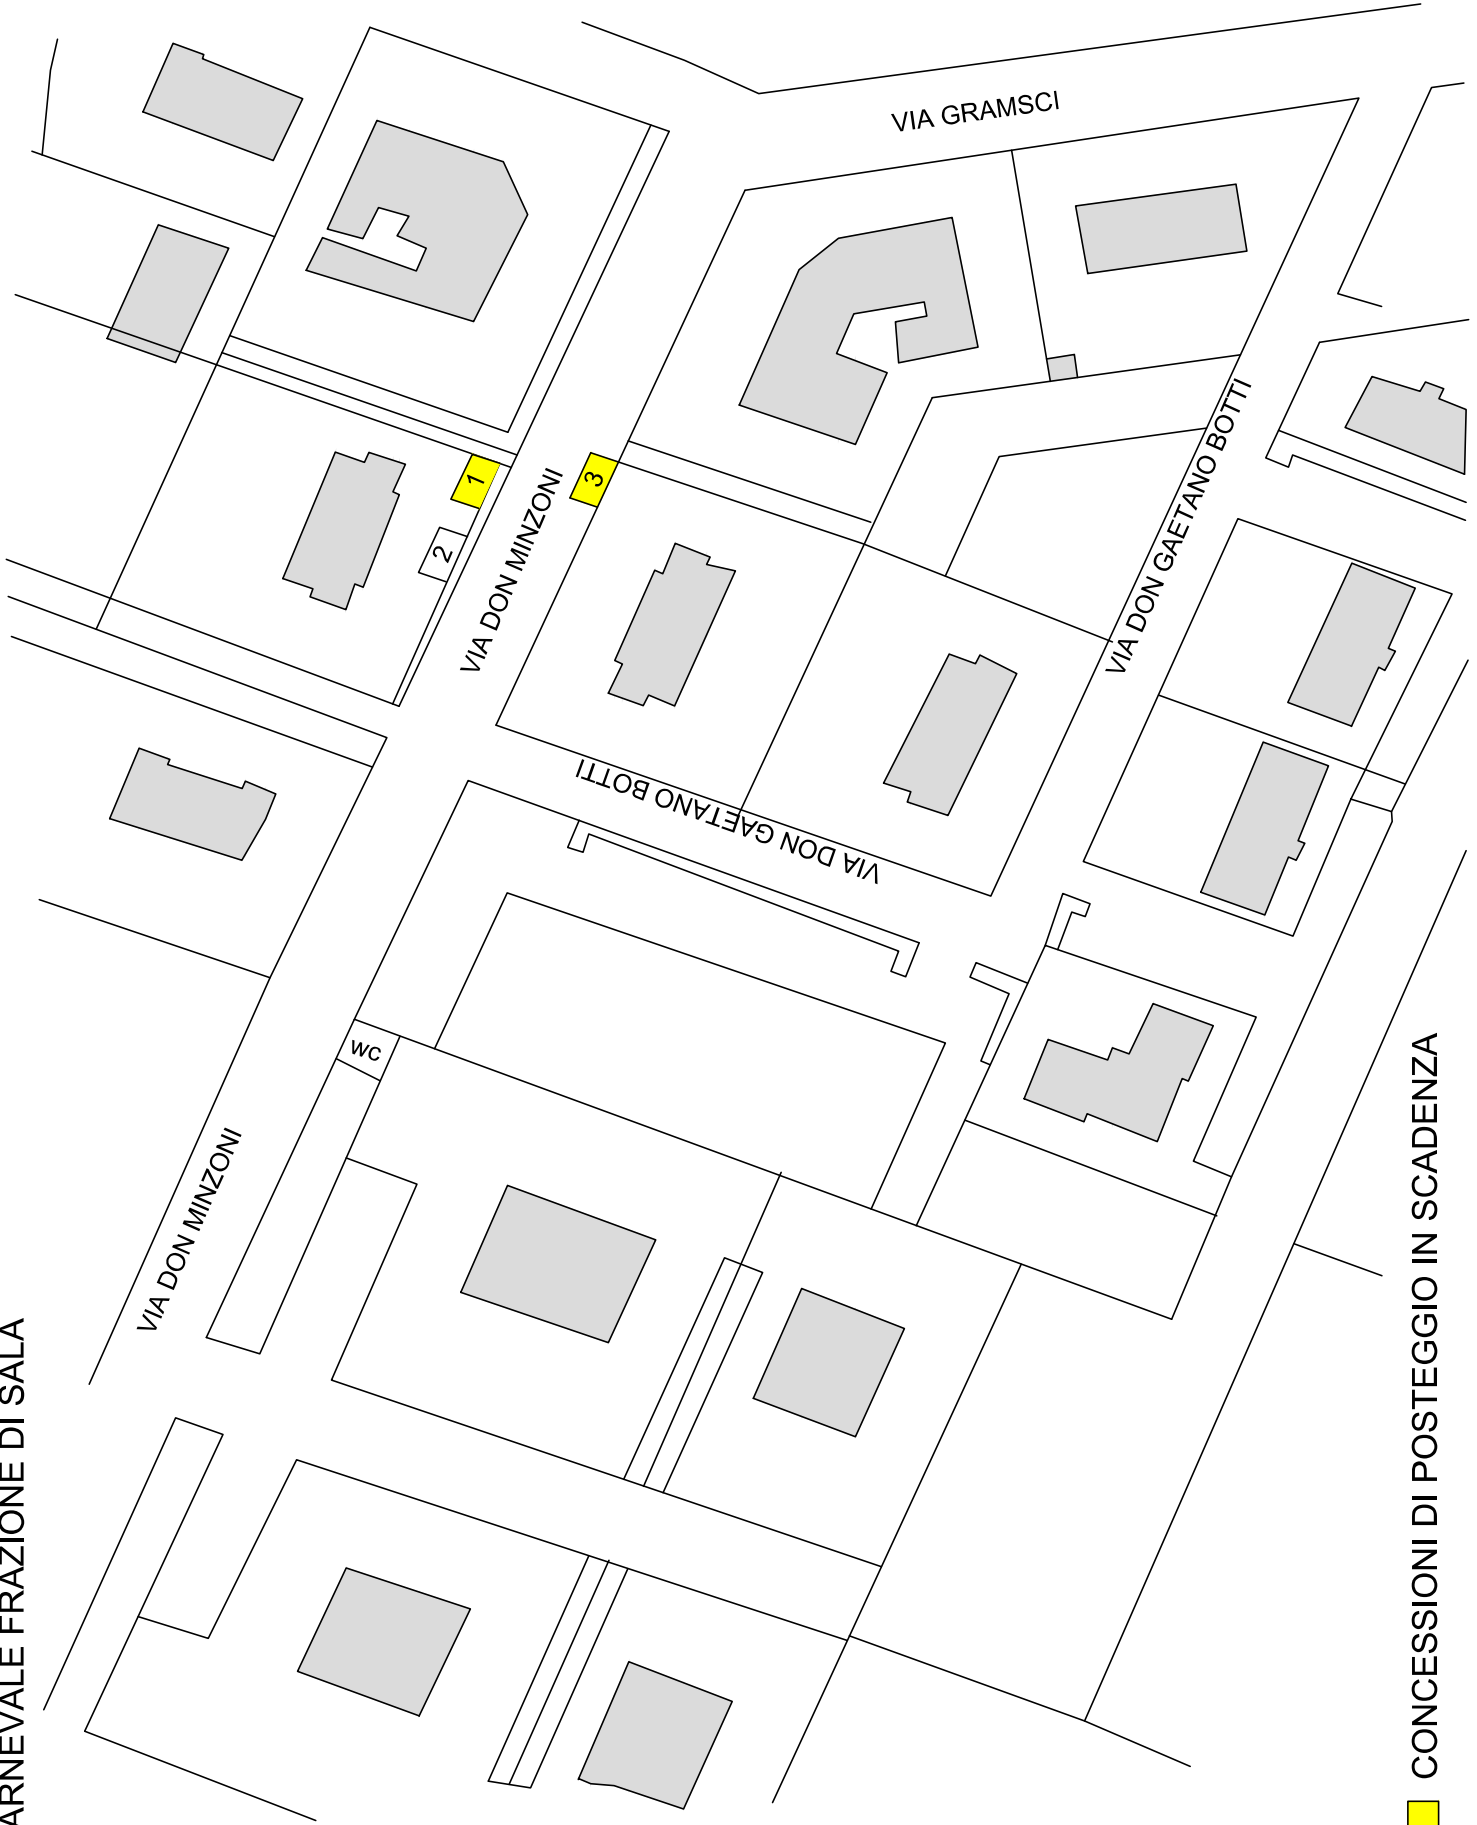 ARNEVALE FRAZIONE DI SALA
VIA GRAMSCI
1
2
3
VIA DON MINZONI
VIA DON GAETANO BOTTI
VIA DON GAETANO BOTTI
WC
VIA DON MINZONI
CONCESSIONI DI POSTEGGIO IN SCADENZA